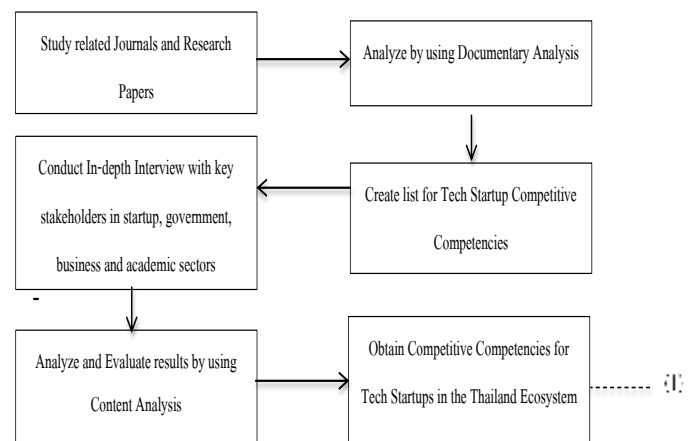 Study related Journals and Research
Papers
Analyze by using Documentary Analysis
Create list for Tech Startup Competitive
Competencies
Conduct In-depth Interview with key
stakeholders in startup, government,
business and academic sectors
-
Analyze and Evaluate results by using
Content Analysis
Obtain Competitive Competencies for
Tech Startups in the Thailand Ecosystem